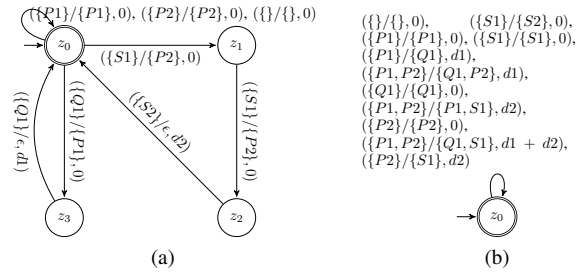 ({P1}/{P1}, 0), ({P2}/{P2}, 0), ({}/{}, 0)
z0
({S1}/{P2}, 0)
z1
({Q1}/ϵ, d1)
({Q1}\{P1}, 0)
({S2}/ϵ, d2)
({S1}\{P2}, 0)
z3
z2
(a)
({}/{}, 0), ({S1}/{S2}, 0),
({P1}/{P1}, 0), ({S1}/{S1}, 0),
({P1}/{Q1}, d1),
({P1, P2}/{Q1, P2}, d1),
({Q1}/{Q1}, 0),
({P1, P2}/{P1, S1}, d2),
({P2}/{P2}, 0),
({P1, P2}/{Q1, S1}, d1 + d2),
({P2}/{S1}, d2)
z0
(b)